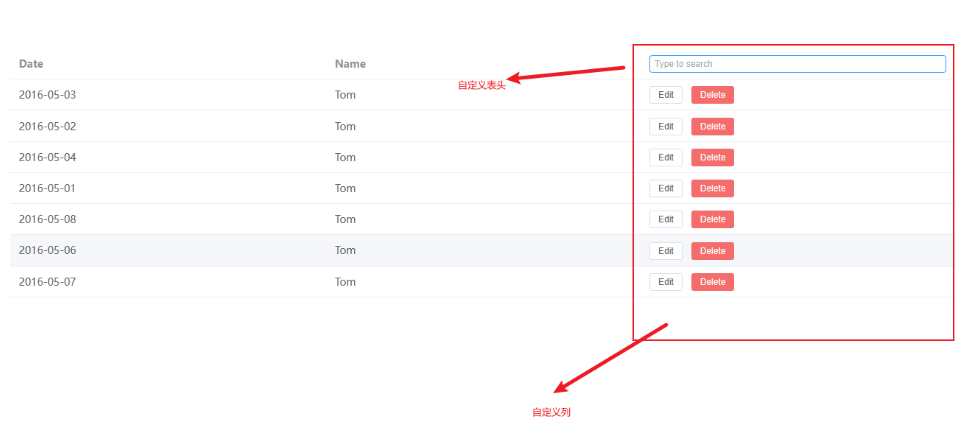 Date Name Type to search
自定义表头
2016-05-03 Tom Edit Delete
2016-05-02 Tom Edit Delete
2016-05-04 Tom Edit Delete
2016-05-01 Tom Edit Delete
2016-05-08 Tom Edit Delete
2016-05-06 Tom Edit Delete
2016-05-07 Tom Edit Delete
自定义列